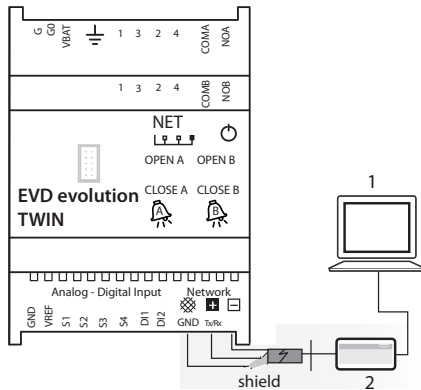 G G0 VBAT 1 3 2 4 COMA NOA
1 3 2 4 COMB NOB
NET
OPEN A OPEN B
CLOSE A CLOSE B
EVD evolution
TWIN
A B
Analog - Digital Input Network
GND VREF S1 S2 S3 S4 DI1 DI2 GND Tx/Rx
shield
1
2